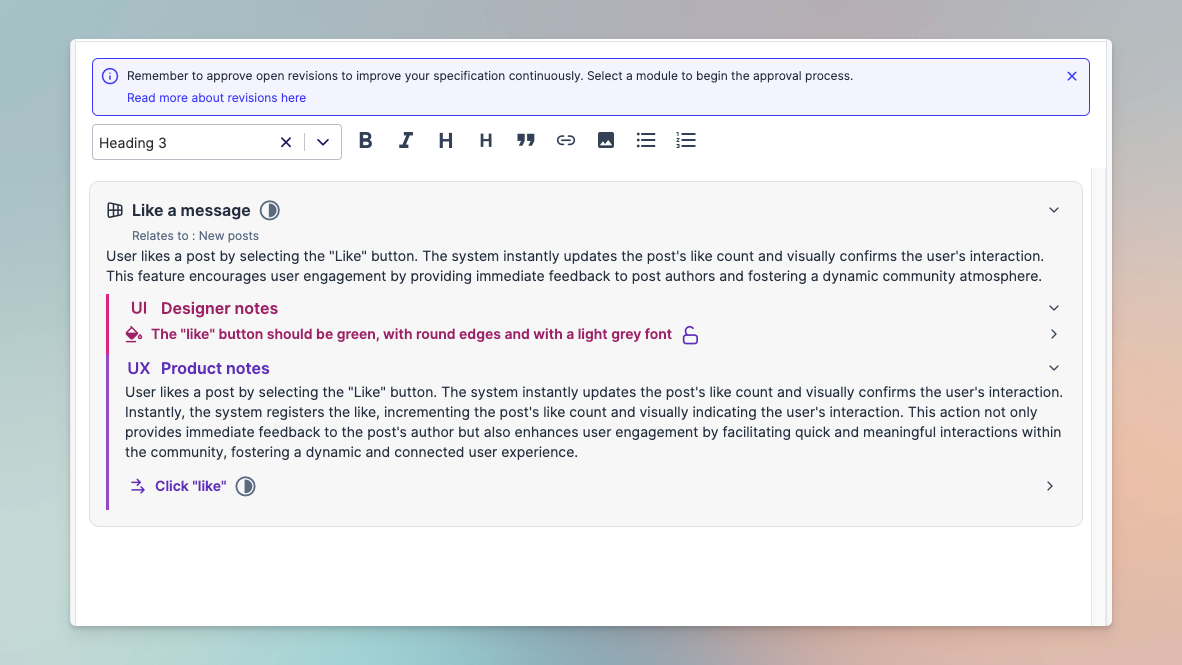 Remember to approve open revisions to improve your specification continuously. Select a module to begin the approval process.
Read more about revisions here
Heading 3
B I H H
Like a message
Relates to : New posts
User likes a post by selecting the "Like" button. The system instantly updates the post's like count and visually confirms the user's interaction.
This feature encourages user engagement by providing immediate feedback to post authors and fostering a dynamic community atmosphere.
UI Designer notes
The "like" button should be green, with round edges and with a light grey font
UX Product notes
User likes a post by selecting the "Like" button. The system instantly updates the post's like count and visually confirms the user's interaction.
Instantly, the system registers the like, incrementing the post's like count and visually indicating the user's interaction. This action not only
provides immediate feedback to the post's author but also enhances user engagement by facilitating quick and meaningful interactions within
the community, fostering a dynamic and connected user experience.
Click "like"